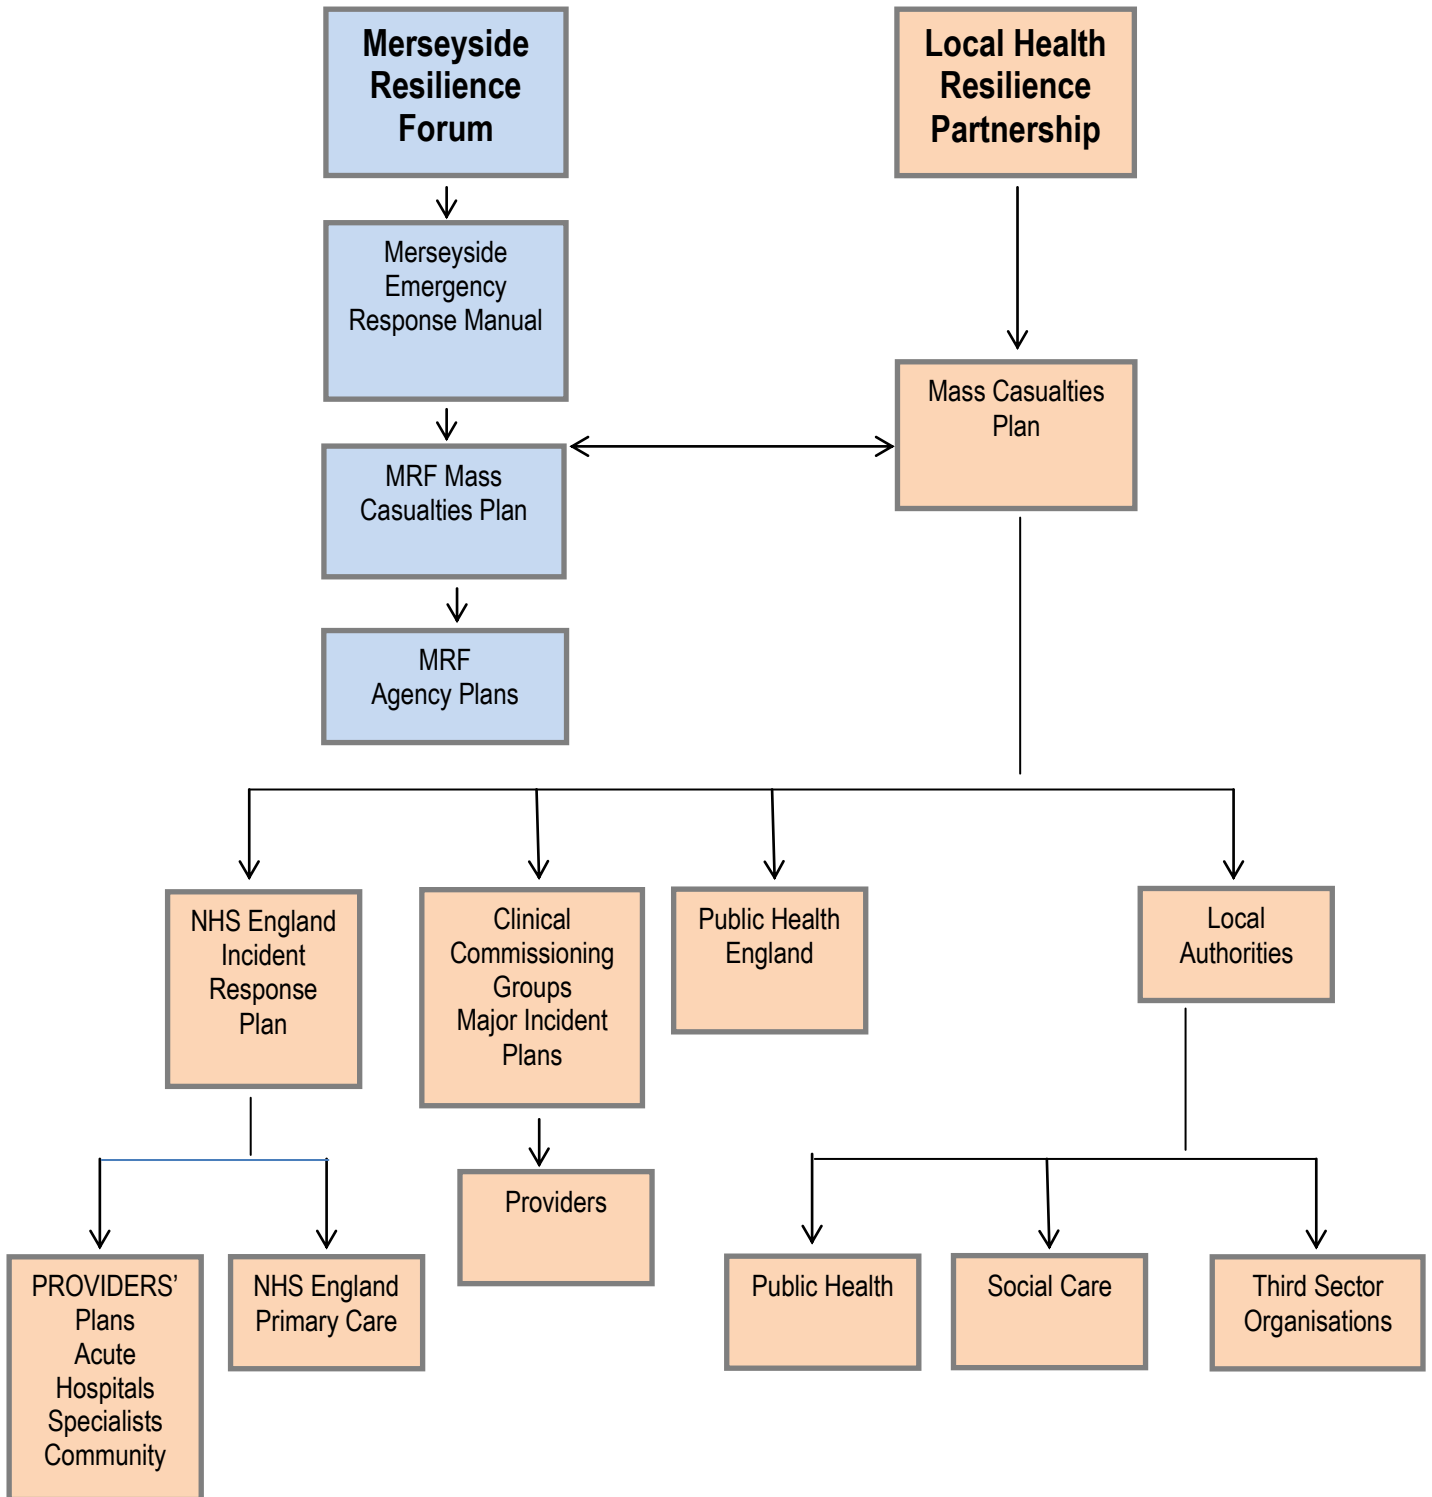 Merseyside
Resilience
Forum
Local Health
Resilience
Partnership
Merseyside
Emergency
Response Manual
Mass Casualties
Plan
MRF Mass
Casualties Plan
MRF
Agency Plans
NHS England
Incident
Response
Plan
Clinical
Commissioning
Groups
Major Incident
Plans
Public Health
England
Local
Authorities
Providers
PROVIDERS’
Plans
Acute
Hospitals
Specialists
Community
NHS England
Primary Care
Public Health
Social Care
Third Sector
Organisations